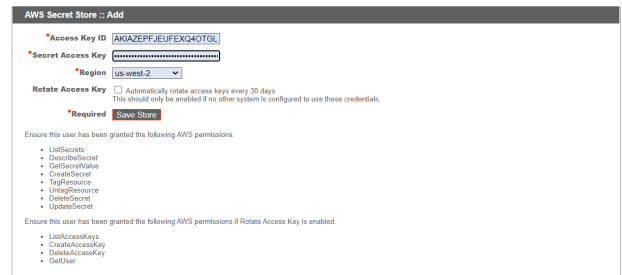 AWS Secret Store :: Add
*Access Key ID AKIAZEPFJEUFEXQ4OTGL
*Secret Access Key ••••••••••••••••••••••••••••••••••••••••
*Region us-west-2
Rotate Access Key Automatically rotate access keys every 30 days
This should only be enabled if no other system is configured to use these credentials.
*Required Save Store
Ensure this user has been granted the following AWS permissions.
• ListSecrets
• DescribeSecret
• GetSecretValue
• CreateSecret
• TagResource
• UntagResource
• DeleteSecret
• UpdateSecret
Ensure this user has been granted the following AWS permissions if Rotate Access Key is enabled.
• ListAccessKeys
• CreateAccessKey
• DeleteAccessKey
• GetUser